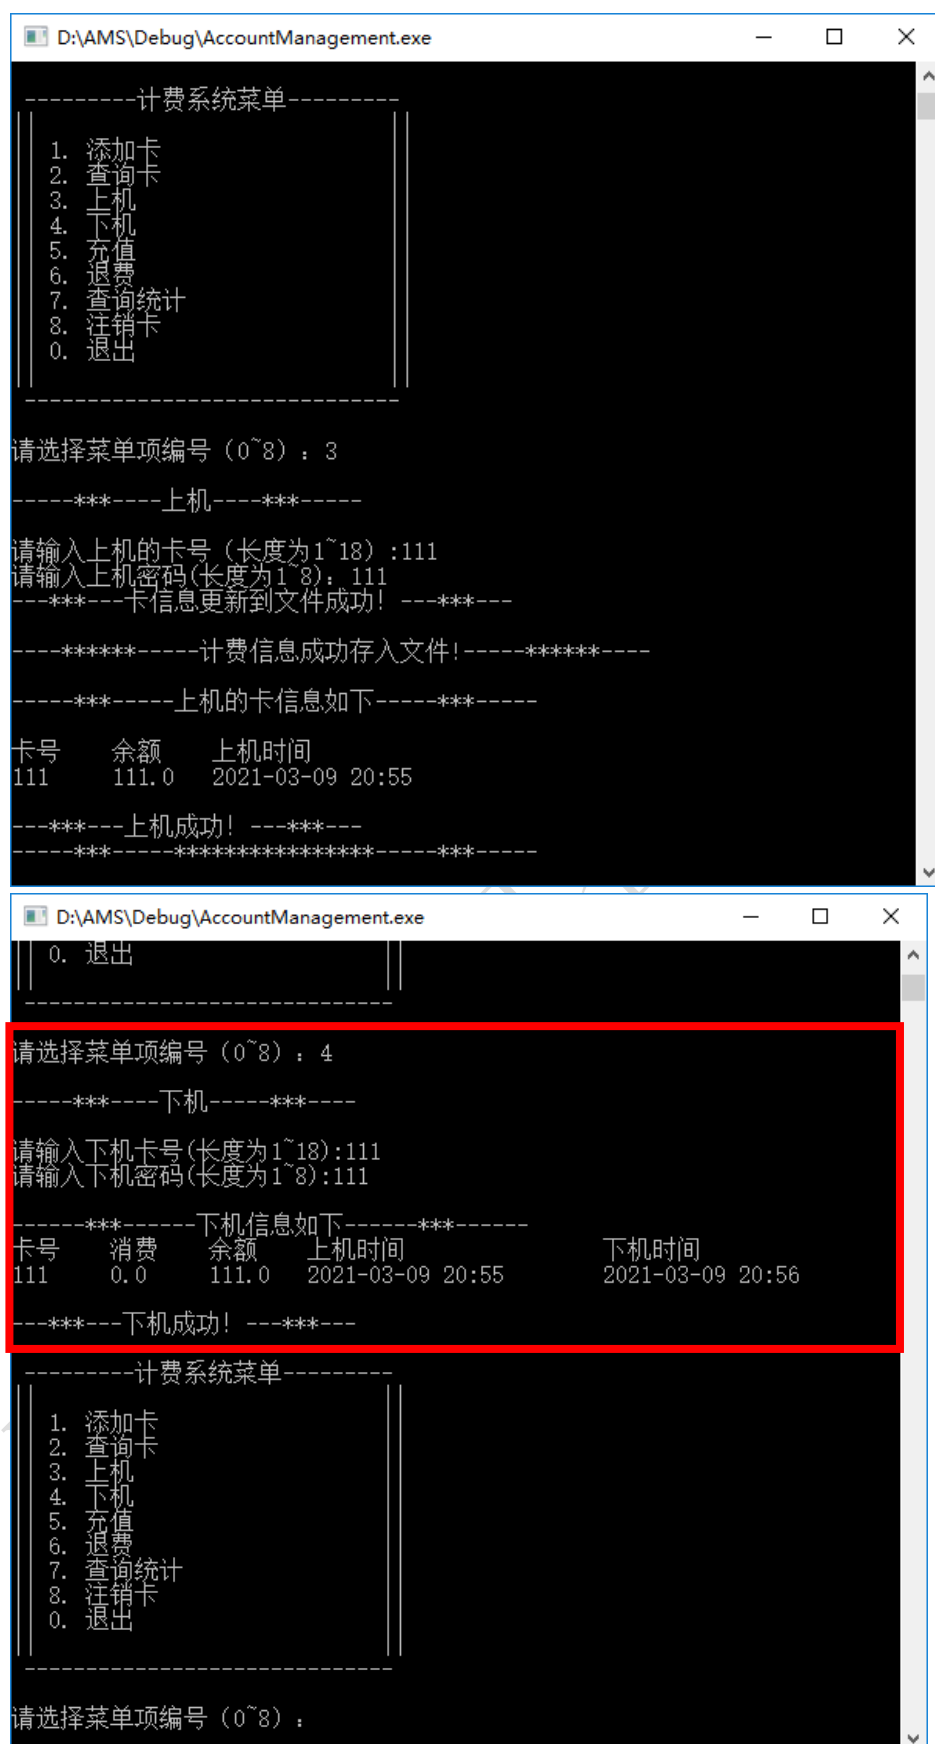 D:\AMS\Debug\AccountManagement.exe
---------计费系统菜单---------
1. 添加卡
2. 查询卡
3. 上机
4. 下机
5. 充值
6. 退费
7. 查询统计
8. 注销卡
0. 退出
------------------------------
请选择菜单项编号（0~8）：3
-----***----上机----***-----
请输入上机的卡号（长度为1~18）:111
请输入上机密码(长度为1~8)：111
---***---卡信息更新到文件成功！---***---
----******-----计费信息成功存入文件!-----******----
-----***-----上机的卡信息如下-----***-----
卡号 余额 上机时间
111 111.0 2021-03-09 20:55
---***---上机成功！---***---
-----***-----****************-----***-----
D:\AMS\Debug\AccountManagement.exe
0. 退出
------------------------------
请选择菜单项编号（0~8）：4
-----***----下机-----***----
请输入下机卡号(长度为1~18):111
请输入下机密码(长度为1~8):111
------***------下机信息如下------***------
卡号 消费 余额 上机时间 下机时间
111 0.0 111.0 2021-03-09 20:55 2021-03-09 20:56
---***---下机成功！---***---
---------计费系统菜单---------
1. 添加卡
2. 查询卡
3. 上机
4. 下机
5. 充值
6. 退费
7. 查询统计
8. 注销卡
0. 退出
------------------------------
请选择菜单项编号（0~8）：